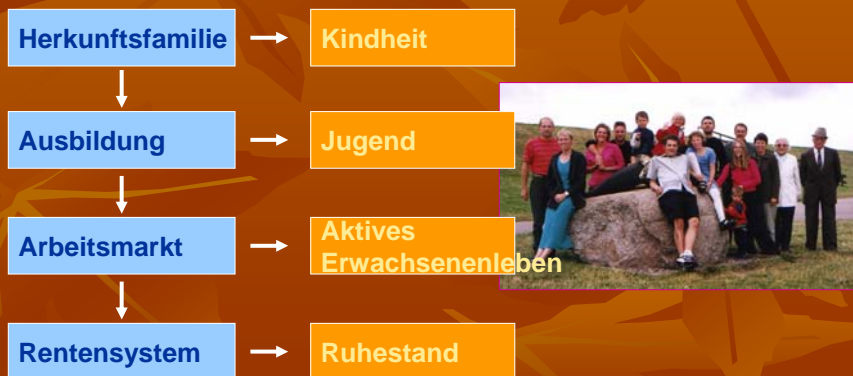 Herkunftsfamilie
Kindheit
Ausbildung
Jugend
Arbeitsmarkt
Aktives
Erwachsenenleben
Rentensystem
Ruhestand